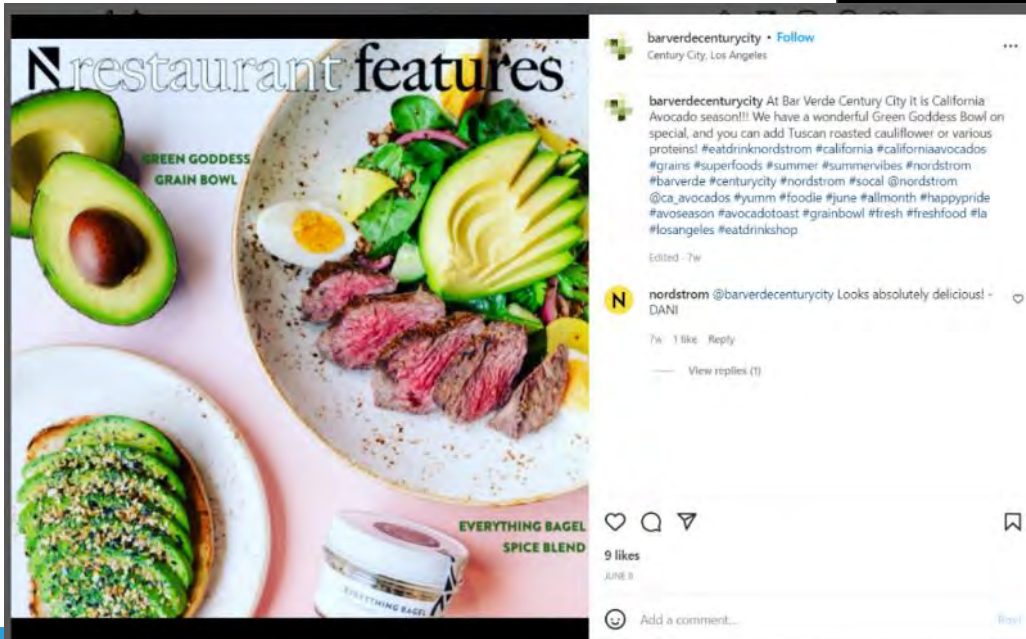 N restaurant features
GREEN GODDESS
GRAIN BOWL
EVERYTHING BAGEL
SPICE BLEND
EVERYTHING BAGEL
barverdecenturycity • Follow
Century City, Los Angeles
barverdecenturycity At Bar Verde Century City it is California
Avocado season!!! We have a wonderful Green Goddess Bowl on
special, and you can add Tuscan roasted cauliflower or various
proteins! #eatdrinknordstrom #california #californiaavocados
#grains #superfoods #summer #summervibes #nordstrom
#barverde #centurycity #nordstrom #socal @nordstrom
@ca_avocados #yumm #foodie #june #allmonth #happypride
#avoseason #avocadotoast #grainbowl #fresh #freshfood #la
#losangeles #eatdrinkshop
Edited · 7w
N
nordstrom @barverdecenturycity Looks absolutely delicious! -
DANI
7w 1 like Reply
View replies (1)
9 likes
JUNE 8
Add a comment...
Post